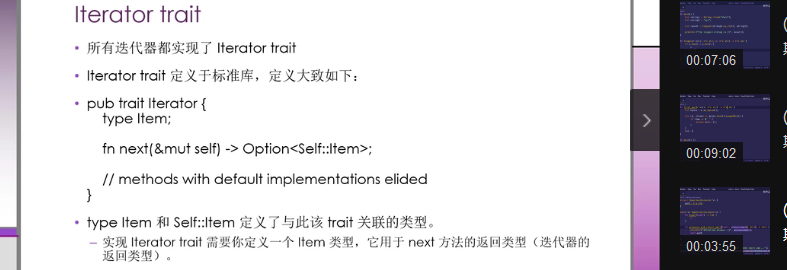 Iterator trait
• 所有迭代器都实现了 Iterator trait
• Iterator trait 定义于标准库，定义大致如下：
• pub trait Iterator {
type Item;
fn next(&mut self) -> Option<Self::Item>;
// methods with default implementations elided
}
• type Item 和 Self::Item 定义了与此该 trait 关联的类型。
– 实现 Iterator trait 需要你定义一个 Item 类型，它用于 next 方法的返回类型（迭代器的
返回类型）。
00:07:06
00:09:02
00:03:55